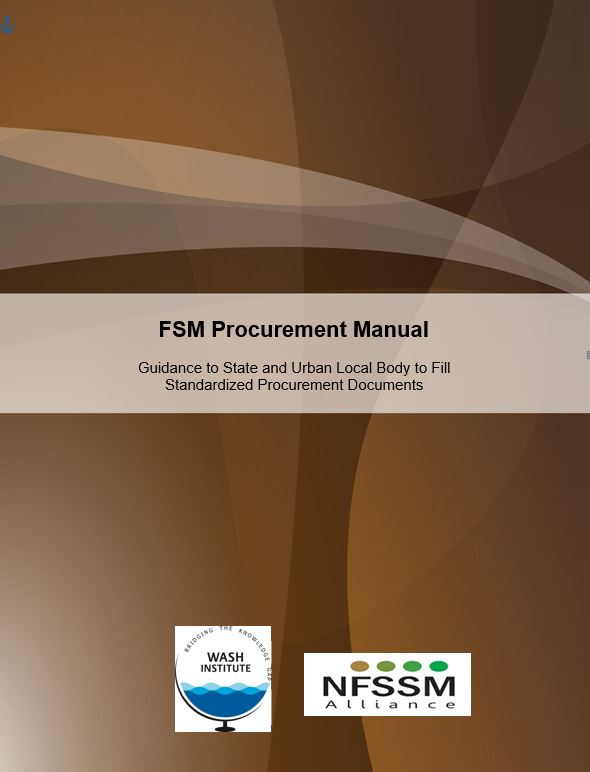 FSM Procurement Manual
Guidance to State and Urban Local Body to Fill
Standardized Procurement Documents
BRIDGING THE KNOWLEDGE GAP
WASH
INSTITUTE
NFSSM
Alliance